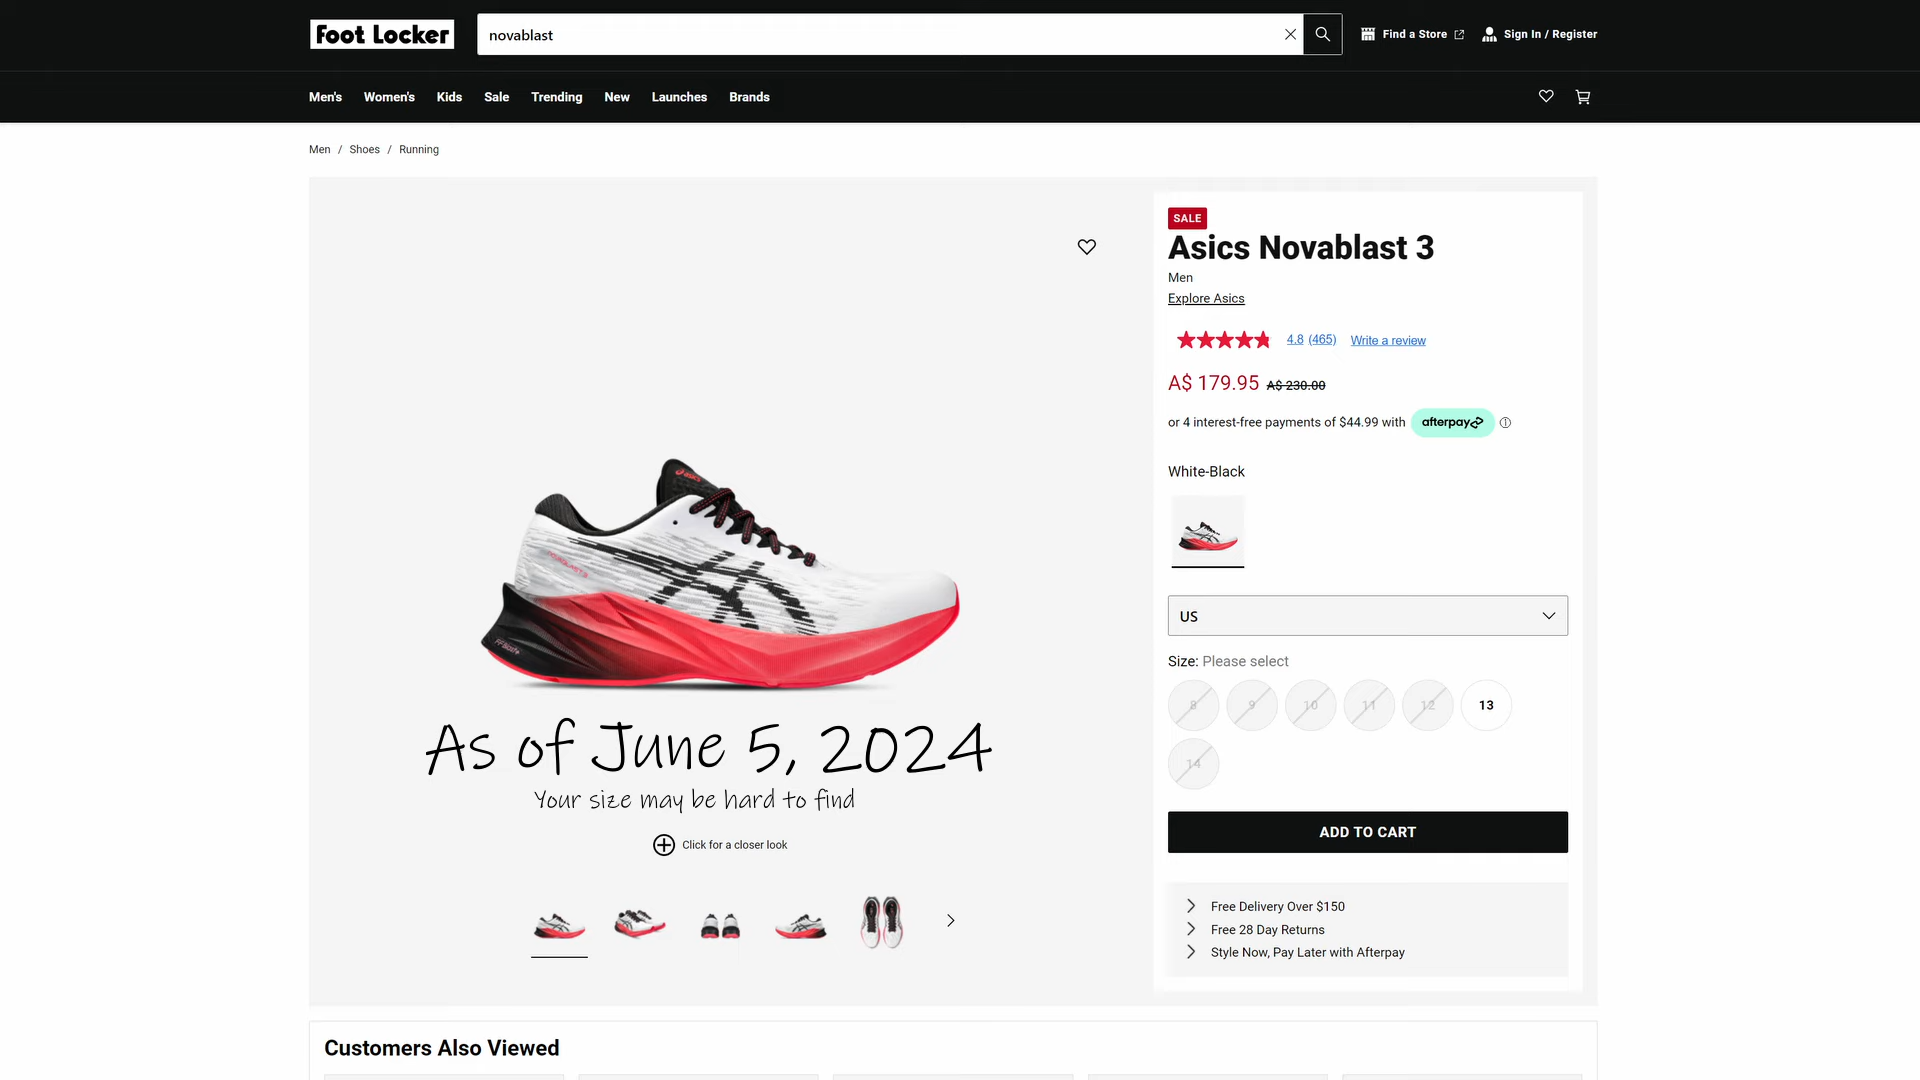 Foot Locker
novablast
Find a Store
Sign In / Register
Men's
Women's
Kids
Sale
Trending
New
Launches
Brands
Men / Shoes / Running
SALE
Asics Novablast 3
Men
Explore Asics
4.8 (465)
Write a review
A$ 179.95 A$ 230.00
or 4 interest-free payments of $44.99 with afterpay
White-Black
US
Size: Please select
8
9
10
11
12
13
14
ADD TO CART
Free Delivery Over $150
Free 28 Day Returns
Style Now, Pay Later with Afterpay
As of June 5, 2024
Your size may be hard to find
Click for a closer look
Customers Also Viewed